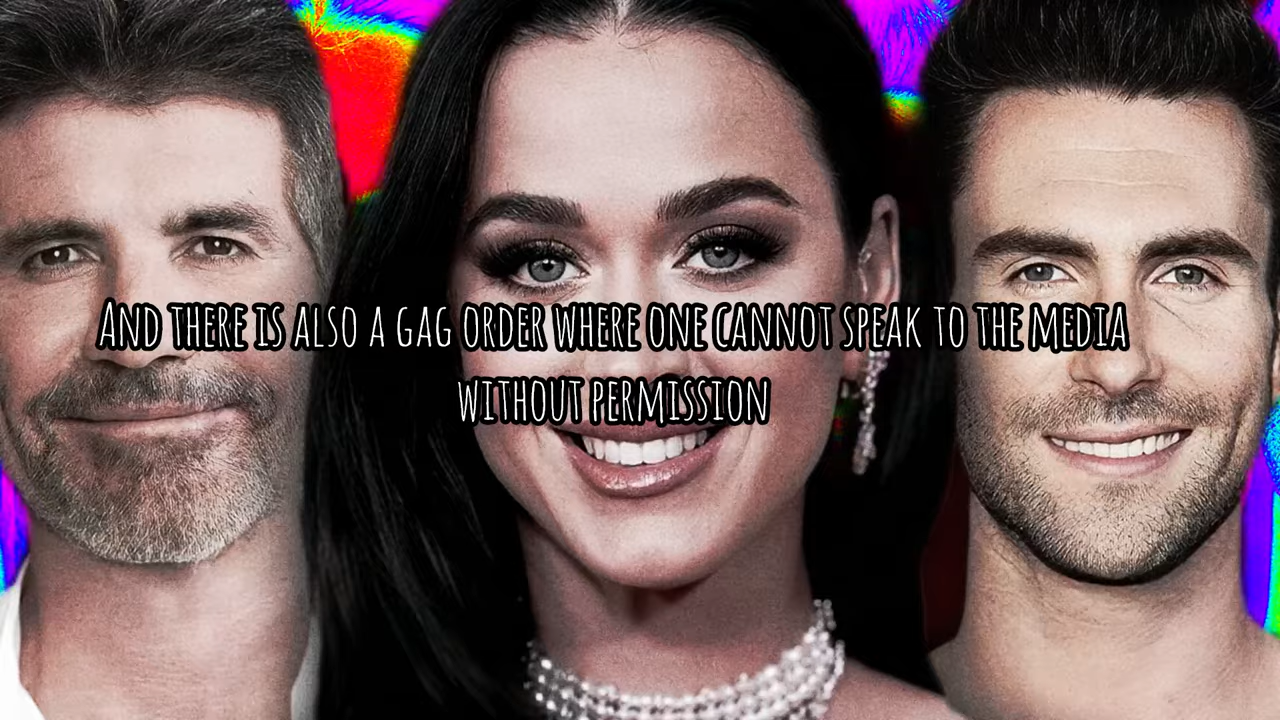 And there is also a gag order where one cannot speak to the media
without permission